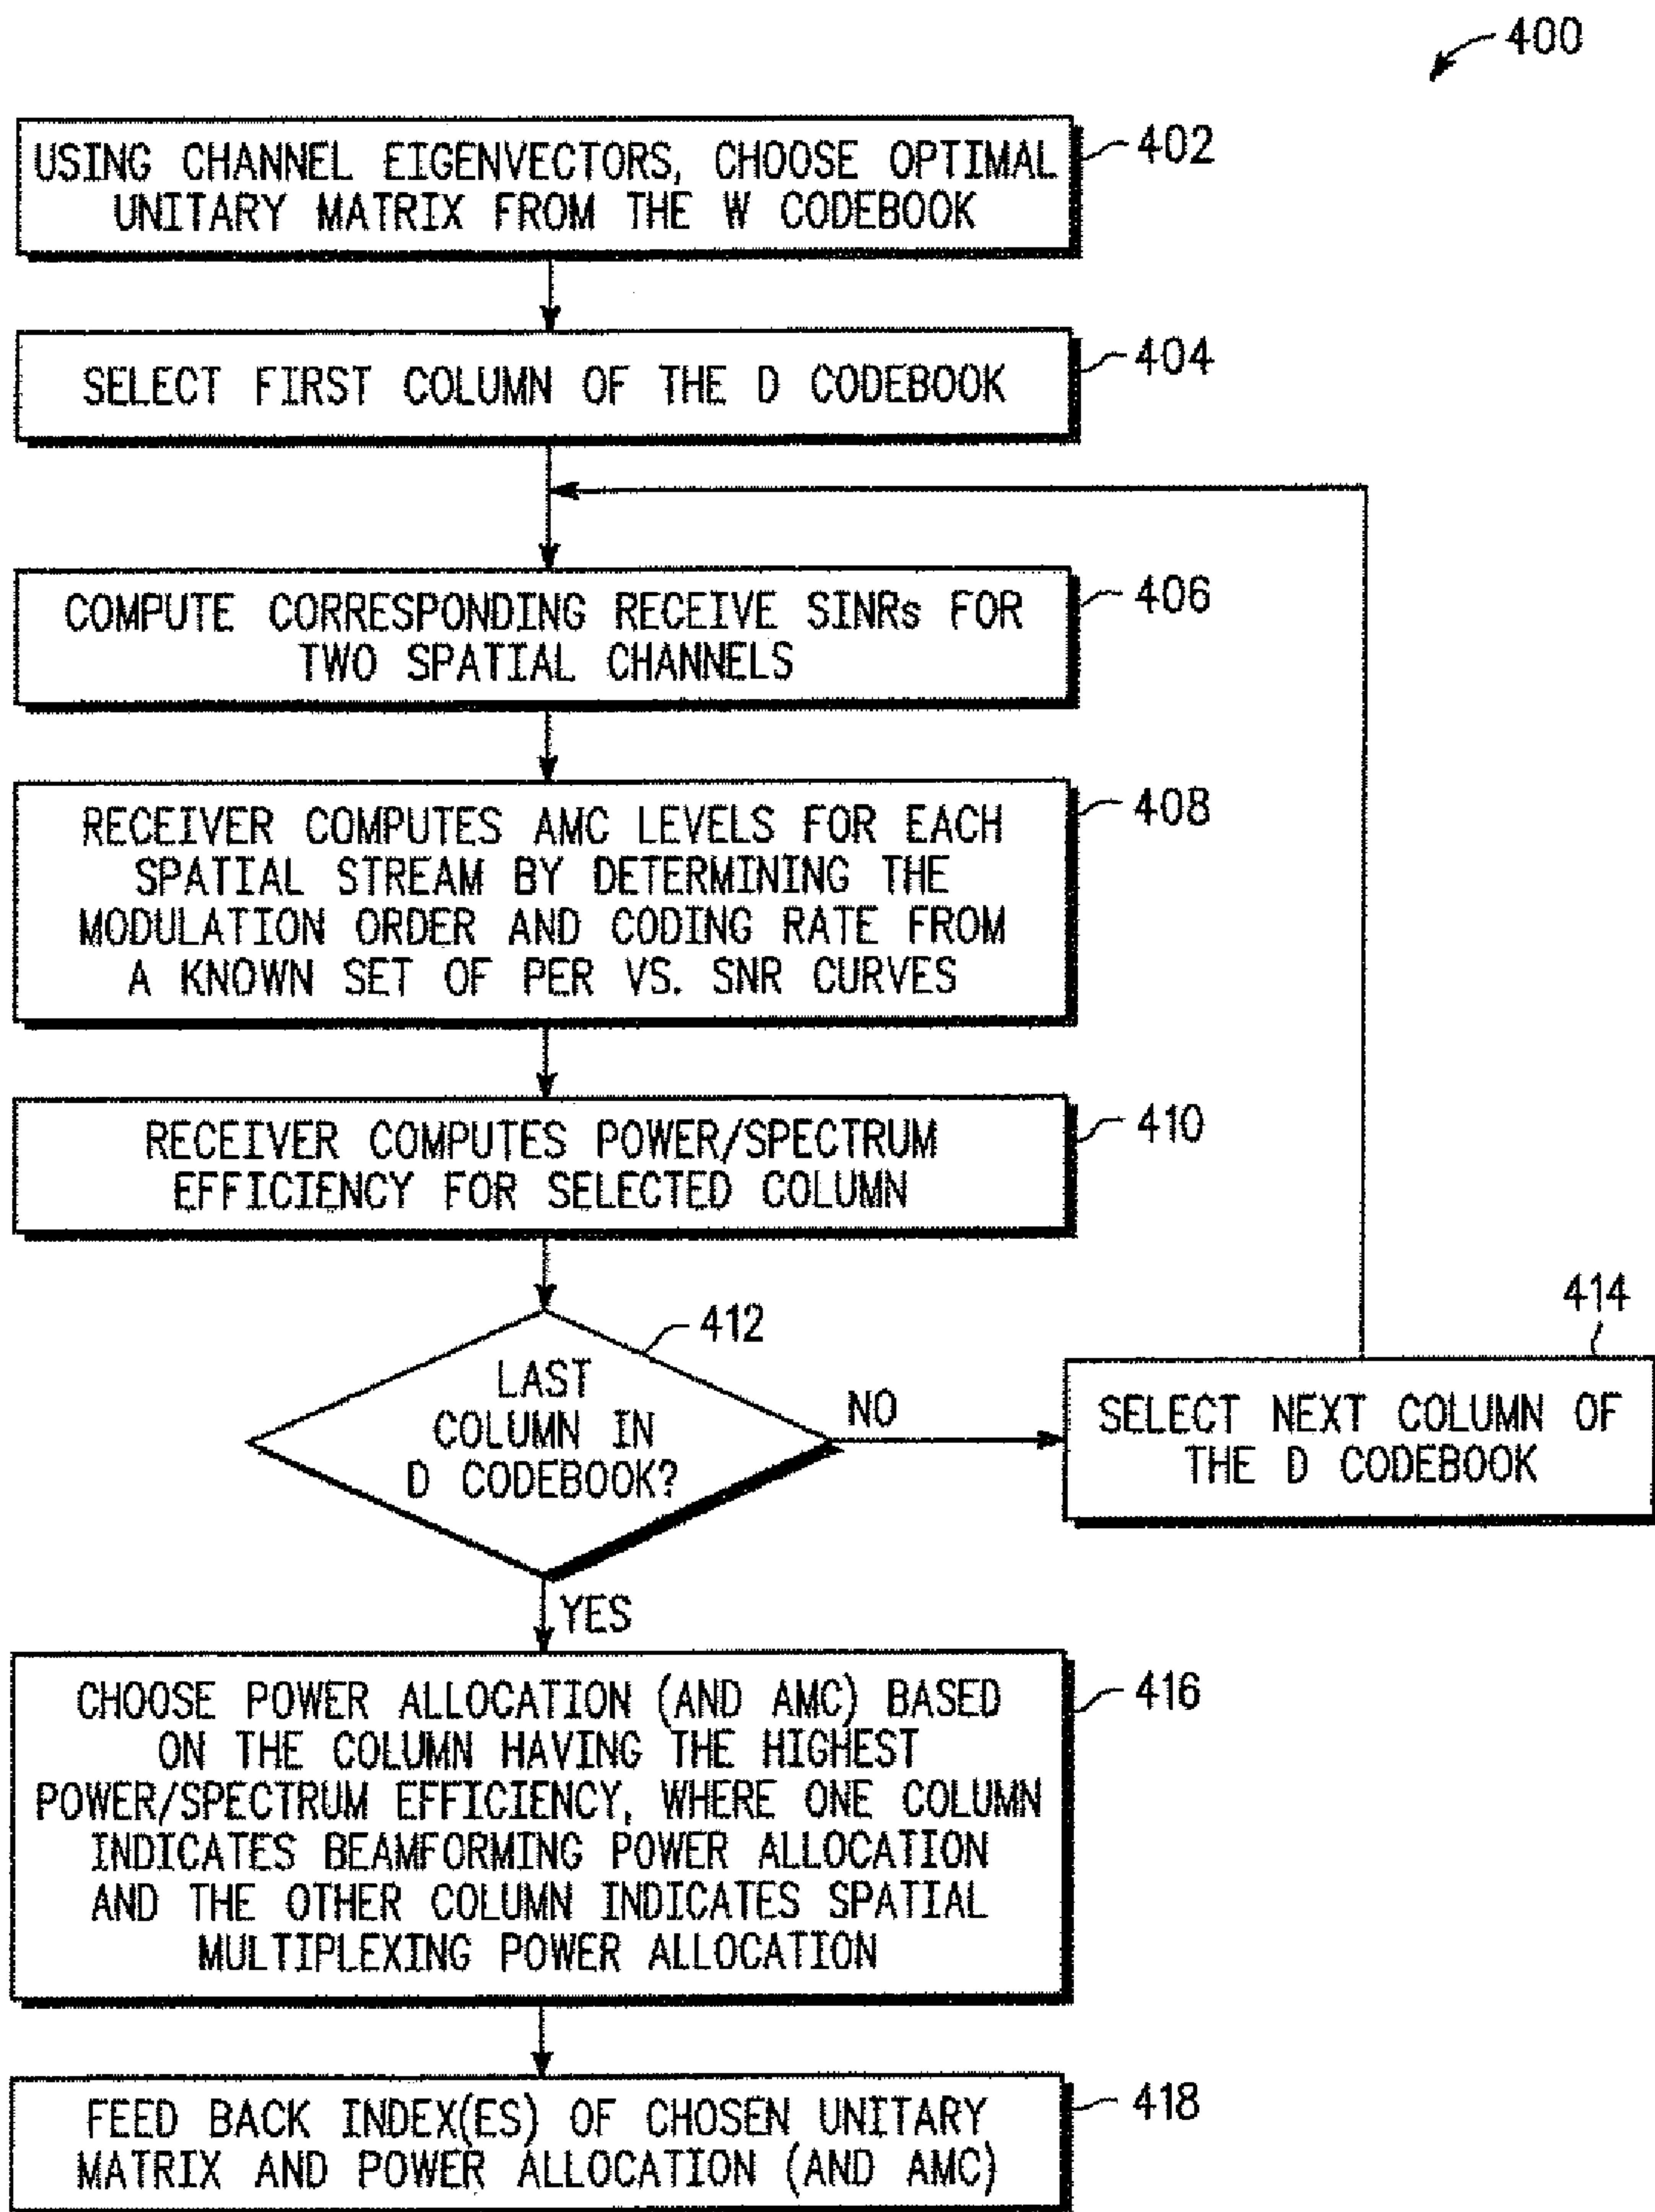 400
USING CHANNEL EIGENVECTORS, CHOOSE OPTIMAL
UNITARY MATRIX FROM THE W CODEBOOK
402
SELECT FIRST COLUMN OF THE D CODEBOOK
404
COMPUTE CORRESPONDING RECEIVE SINRs FOR
TWO SPATIAL CHANNELS
406
RECEIVER COMPUTES AMC LEVELS FOR EACH
SPATIAL STREAM BY DETERMINING THE
MODULATION ORDER AND CODING RATE FROM
A KNOWN SET OF PER VS. SNR CURVES
408
RECEIVER COMPUTES POWER/SPECTRUM
EFFICIENCY FOR SELECTED COLUMN
410
LAST
COLUMN IN
D CODEBOOK?
412
NO
SELECT NEXT COLUMN OF
THE D CODEBOOK
414
YES
CHOOSE POWER ALLOCATION (AND AMC) BASED
ON THE COLUMN HAVING THE HIGHEST
POWER/SPECTRUM EFFICIENCY, WHERE ONE COLUMN
INDICATES BEAMFORMING POWER ALLOCATION
AND THE OTHER COLUMN INDICATES SPATIAL
MULTIPLEXING POWER ALLOCATION
416
FEED BACK INDEX(ES) OF CHOSEN UNITARY
MATRIX AND POWER ALLOCATION (AND AMC)
418